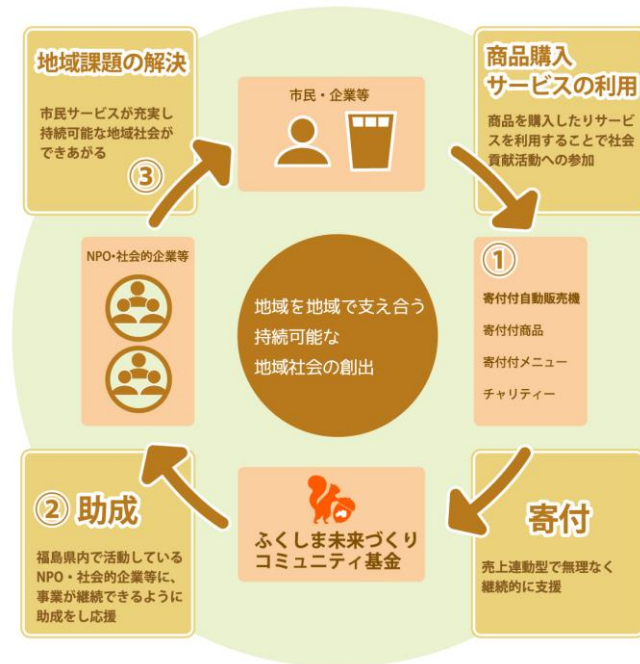 地域課題の解決
市民サービスが充実し
持続可能な地域社会が
できあがる
③
市民・企業等
商品購入
サービスの利用
商品を購入したりサービ
スを利用することで社会
貢献活動への参加
NPO・社会的企業等
地域を地域で支え合う
持続可能な
地域社会の創出
①
寄付付自動販売機
寄付付商品
寄付付メニュー
チャリティー
② 助成
福島県内で活動している
NPO・社会的企業等に、
事業が継続できるように
助成をし応援
ふくしま未来づくり
コミュニティ基金
寄付
売上連動型で無理なく
継続的に支援